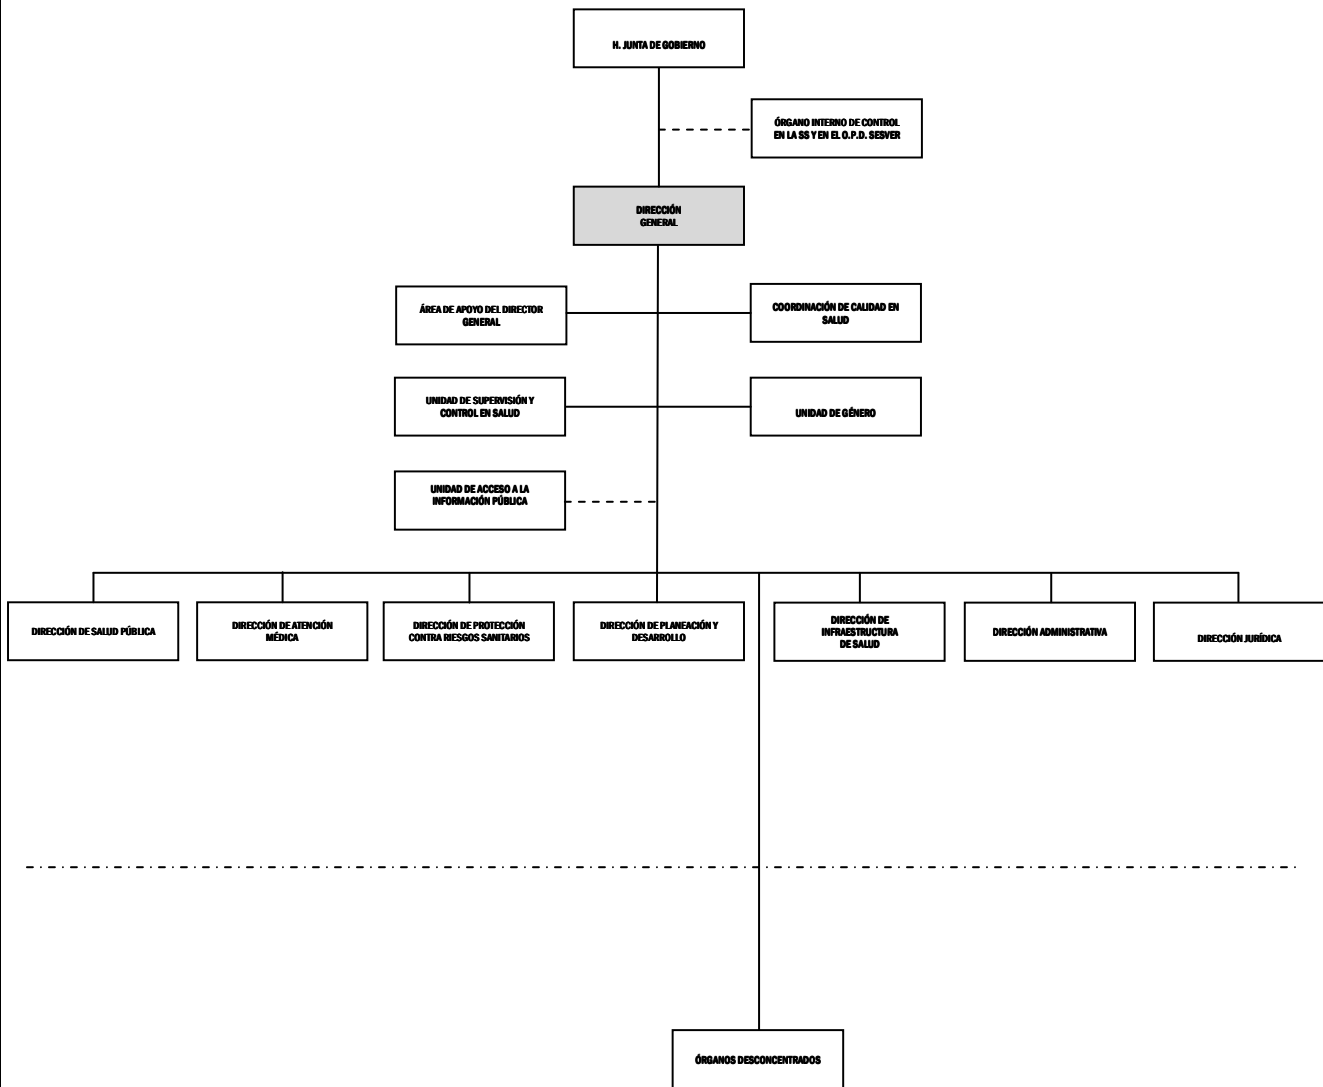 H. JUNTA DE GOBIERNO
ÓRGANO INTERNO DE CONTROL
EN LA SS Y EN EL O.P.D. SESVER
DIRECCIÓN
GENERAL
ÁREA DE APOYO DEL DIRECTOR
GENERAL
COORDINACIÓN DE CALIDAD EN
SALUD
UNIDAD DE SUPERVISIÓN Y
CONTROL EN SALUD
UNIDAD DE GÉNERO
UNIDAD DE ACCESO A LA
INFORMACIÓN PÚBLICA
DIRECCIÓN DE SALUD PÚBLICA
DIRECCIÓN DE ATENCIÓN
MÉDICA
DIRECCIÓN DE PROTECCIÓN
CONTRA RIESGOS SANITARIOS
DIRECCIÓN DE PLANEACIÓN Y
DESARROLLO
DIRECCIÓN DE
INFRAESTRUCTURA
DE SALUD
DIRECCIÓN ADMINISTRATIVA
DIRECCIÓN JURÍDICA
ÓRGANOS DESCONCENTRADOS